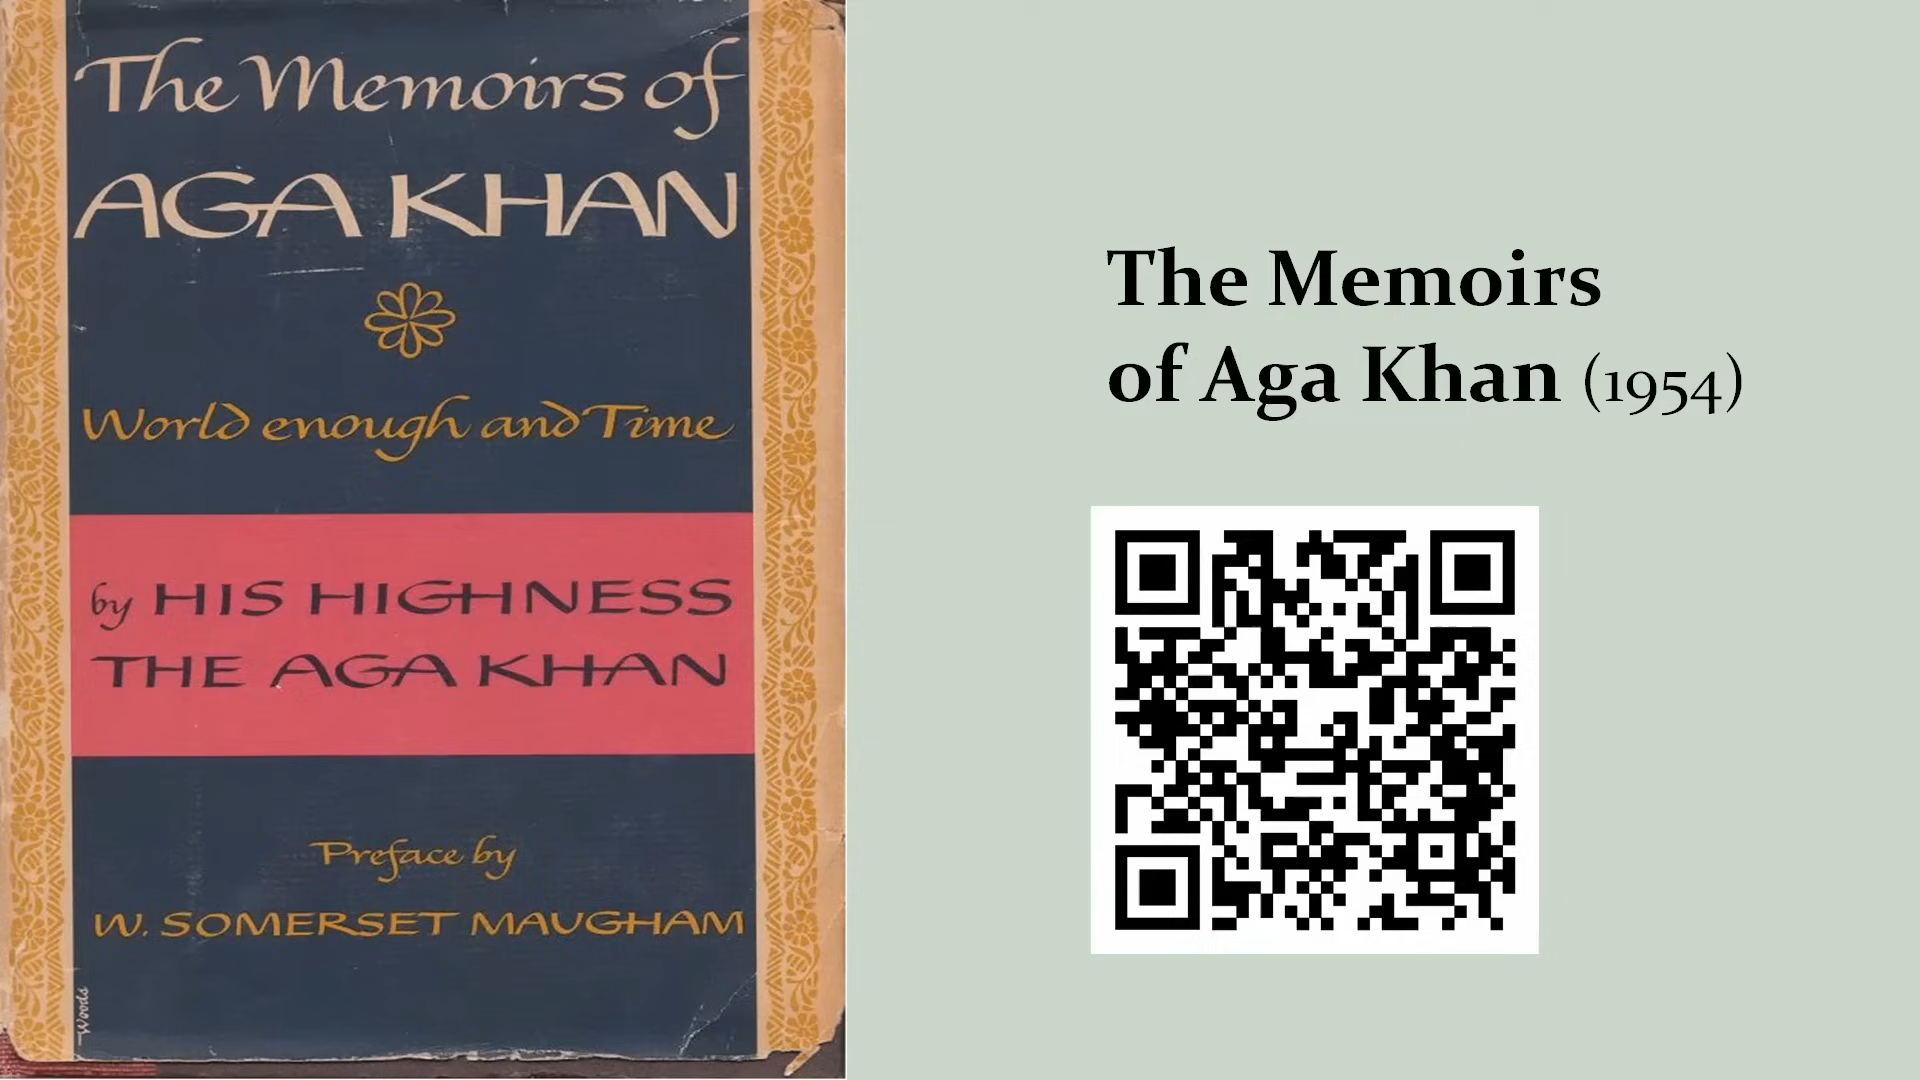 The Memoirs of
AGA KHAN
World enough and Time
by HIS HIGHNESS
THE AGA KHAN
Preface by
W. SOMERSET MAUGHAM
Woods
The Memoirs
of Aga Khan (1954)